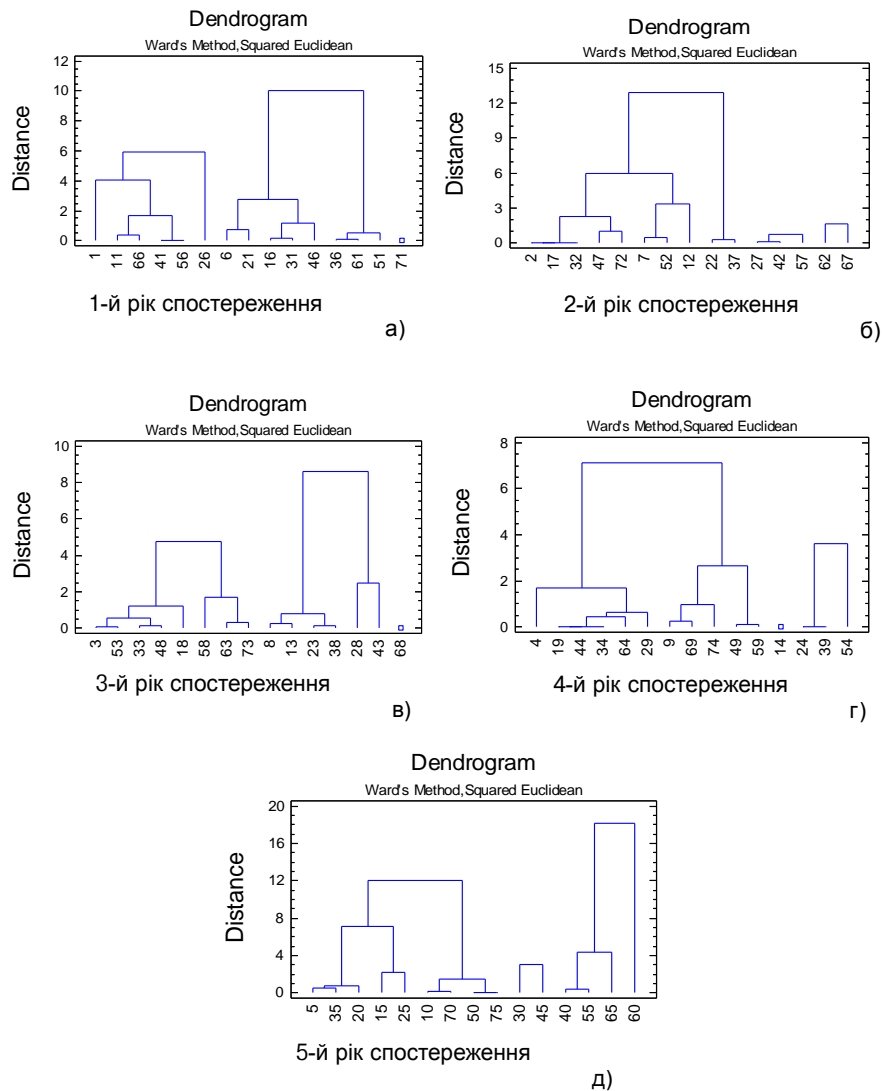 Dendrogram
Ward's Method,Squared Euclidean
12
10
8
6
4
2
0
Distance
1 11 66 41 56 26 6 21 16 31 46 36 61 51 71
1-й рік спостереження
а)
Dendrogram
Ward's Method,Squared Euclidean
15
12
9
6
3
0
Distance
2 17 32 47 72 7 52 12 22 37 27 42 57 62 67
2-й рік спостереження
б)
Dendrogram
Ward's Method,Squared Euclidean
10
8
6
4
2
0
Distance
3 53 33 48 18 58 63 73 8 13 23 38 28 43 68
3-й рік спостереження
в)
Dendrogram
Ward's Method,Squared Euclidean
8
6
4
2
0
Distance
4 19 44 34 64 29 9 69 74 49 59 14 24 39 54
4-й рік спостереження
г)
Dendrogram
Ward's Method,Squared Euclidean
20
16
12
8
4
0
Distance
5 35 20 15 25 10 70 50 75 30 45 40 55 65 60
5-й рік спостереження
д)